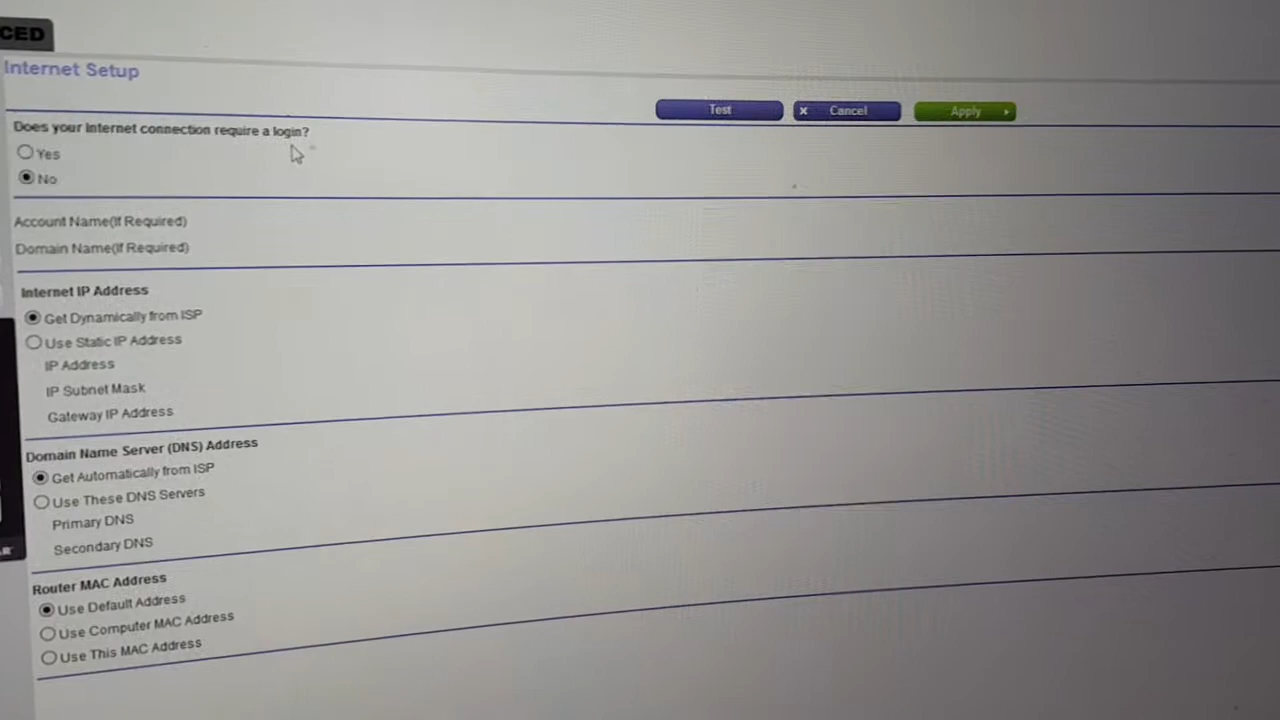 CED
Internet Setup
Test
Cancel
Apply
Does your Internet connection require a login?
Yes
No
Account Name(If Required)
Domain Name(If Required)
Internet IP Address
Get Dynamically from ISP
Use Static IP Address
IP Address
IP Subnet Mask
Gateway IP Address
Domain Name Server (DNS) Address
Get Automatically from ISP
Use These DNS Servers
Primary DNS
Secondary DNS
Router MAC Address
Use Default Address
Use Computer MAC Address
Use This MAC Address